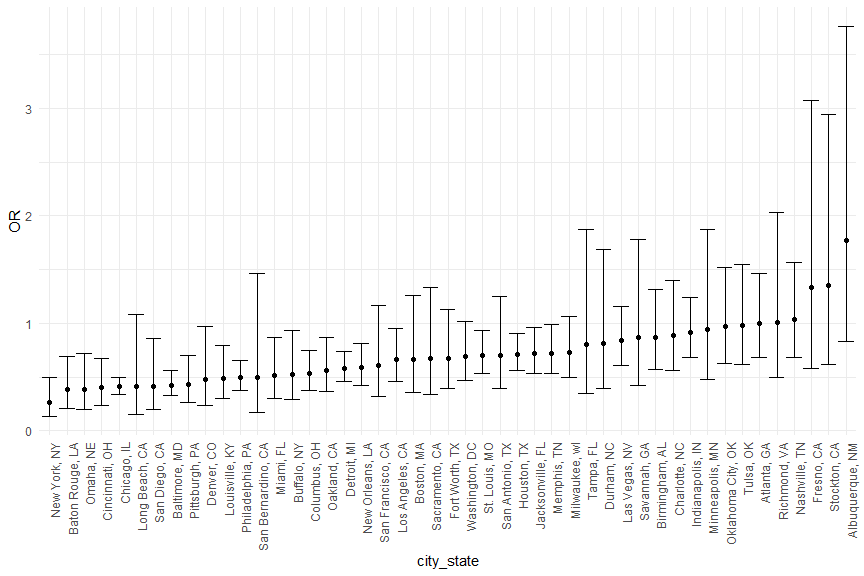 OR
3
2
1
0
New York, NY
Baton Rouge, LA
Omaha, NE
Cincinnati, OH
Chicago, IL
Long Beach, CA
San Diego, CA
Baltimore, MD
Pittsburgh, PA
Denver, CO
Louisville, KY
Philadelphia, PA
San Bernardino, CA
Miami, FL
Buffalo, NY
Columbus, OH
Oakland, CA
Detroit, MI
New Orleans, LA
San Francisco, CA
Los Angeles, CA
Boston, MA
Sacramento, CA
Fort Worth, TX
Washington, DC
St. Louis, MO
San Antonio, TX
Houston, TX
Jacksonville, FL
Memphis, TN
Milwaukee, wI
Tampa, FL
Durham, NC
Las Vegas, NV
Savannah, GA
Birmingham, AL
Charlotte, NC
Indianapolis, IN
Minneapolis, MN
Oklahoma City, OK
Tulsa, OK
Atlanta, GA
Richmond, VA
Nashville, TN
Fresno, CA
Stockton, CA
Albuquerque, NM
city_state